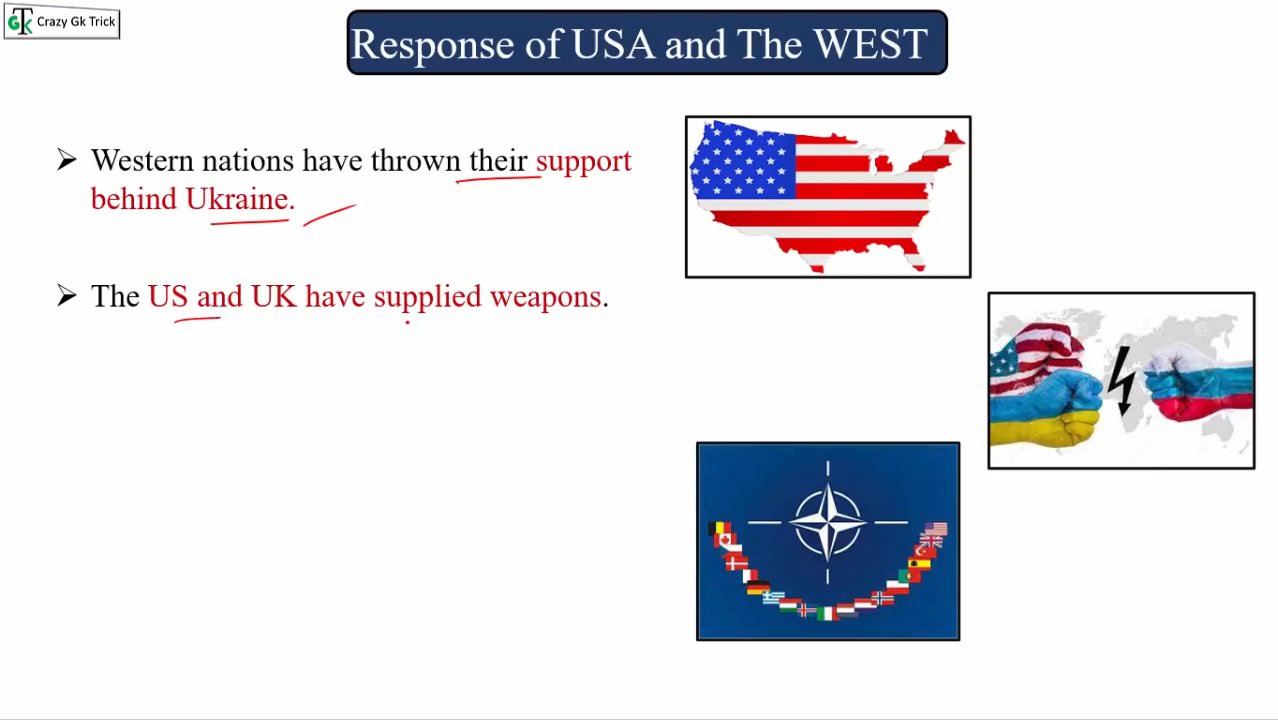 Crazy Gk Trick
Response of USA and The WEST
➢ Western nations have thrown their support
behind Ukraine.
➢ The US and UK have supplied weapons.